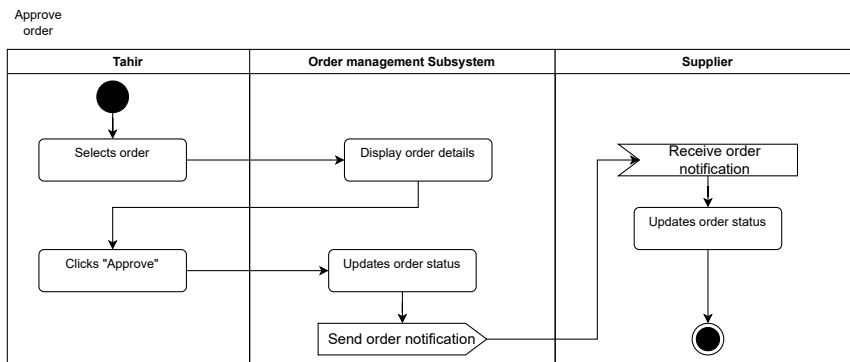 Approve
order
Tahir
Order management Subsystem
Supplier
Selects order
Display order details
Receive order
notification
Updates order status
Clicks "Approve"
Updates order status
Send order notification